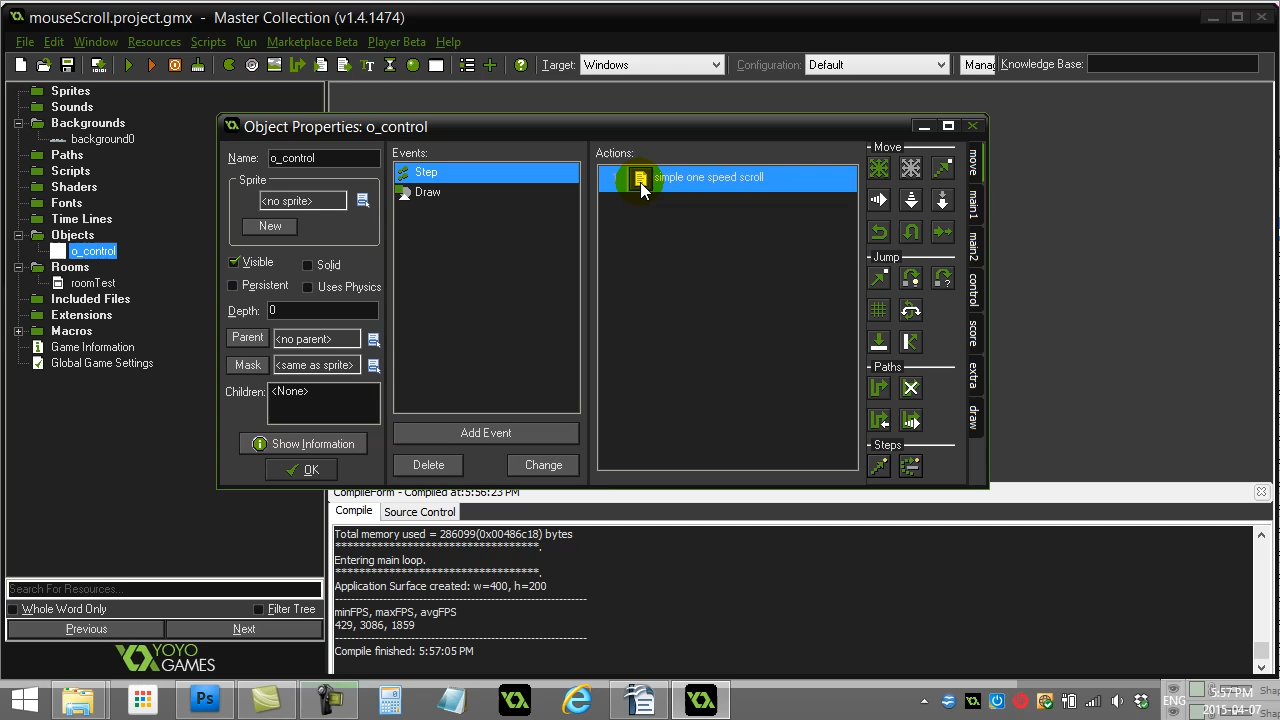 mouseScroll.project.gmx - Master Collection (v1.4.1474)
File Edit Window Resources Scripts Run Marketplace Beta Player Beta Help
Target: Windows Configuration: Default Knowledge Base:
Sprites
Sounds
Backgrounds
background0
Paths
Scripts
Shaders
Fonts
Time Lines
Objects
o_control
Rooms
roomTest
Included Files
Extensions
Macros
Game Information
Global Game Settings
Search For Resources...
Whole Word Only Filter Tree
Previous Next
YOYO
GAMES
Object Properties: o_control
Name: o_control
Sprite
<no sprite>
New
Visible Solid
Persistent Uses Physics
Depth: 0
Parent <no parent>
Mask <same as sprite>
Children: <None>
Show Information
OK
Events:
Step
Draw
Add Event
Delete Change
Actions:
simple one speed scroll
Move
Jump
Paths
Steps
move
main1
main2
control
score
extra
draw
CompileForm - Compiled at:5:56:23 PM
Compile Source Control
Total memory used = 286099(0x00486c18) bytes
***********************************.
Entering main loop.
***********************************.
Application Surface created: w=400, h=200
minFPS, maxFPS, avgFPS
429, 3086, 1859
Compile finished: 5:57:05 PM
Ps
5:57 PM
2015-04-07